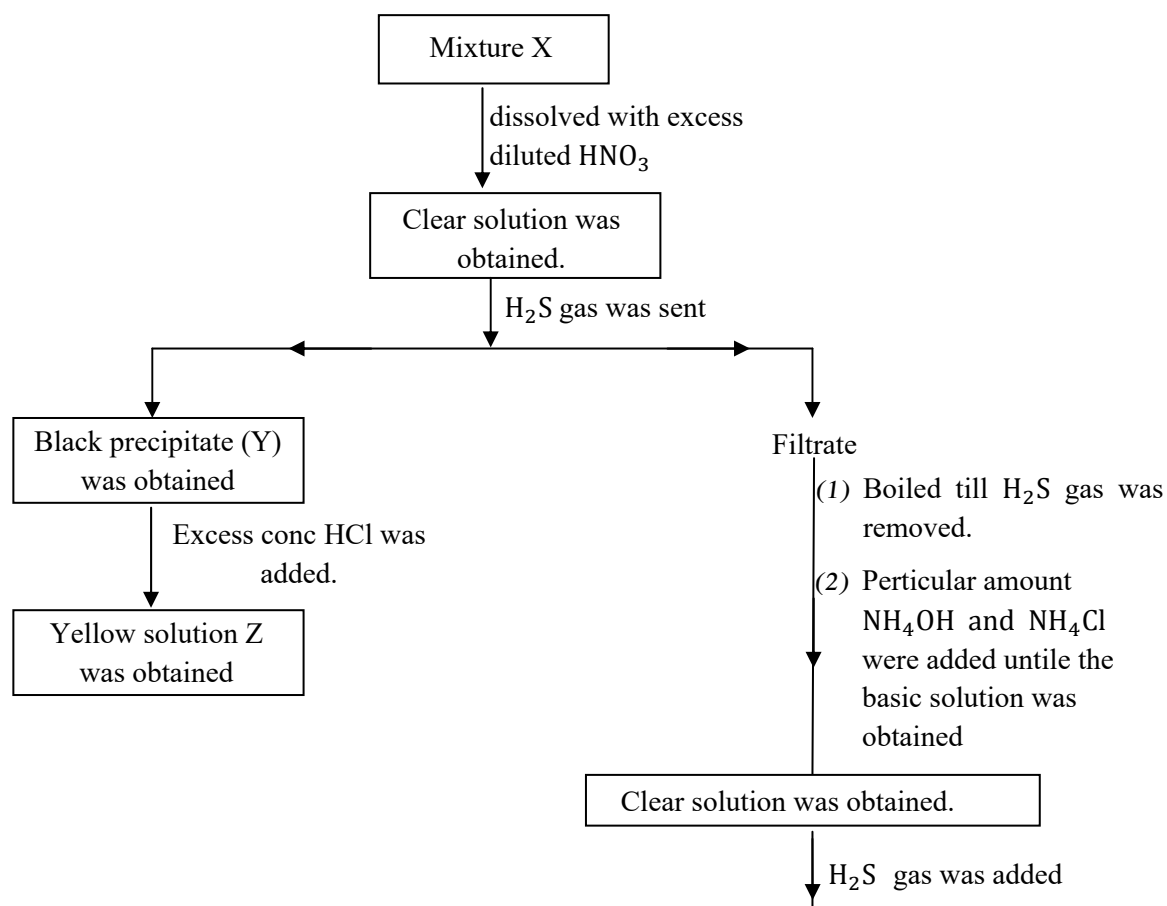 Mixture X
dissolved with excess
diluted HNO₃
Clear solution was
obtained.
H₂S gas was sent
Black precipitate (Y)
was obtained
Excess conc HCl was
added.
Yellow solution Z
was obtained
Filtrate
(1) Boiled till H₂S gas was
removed.
(2) Perticular amount
NH₄OH and NH₄Cl
were added untile the
basic solution was
obtained
Clear solution was obtained.
H₂S gas was added